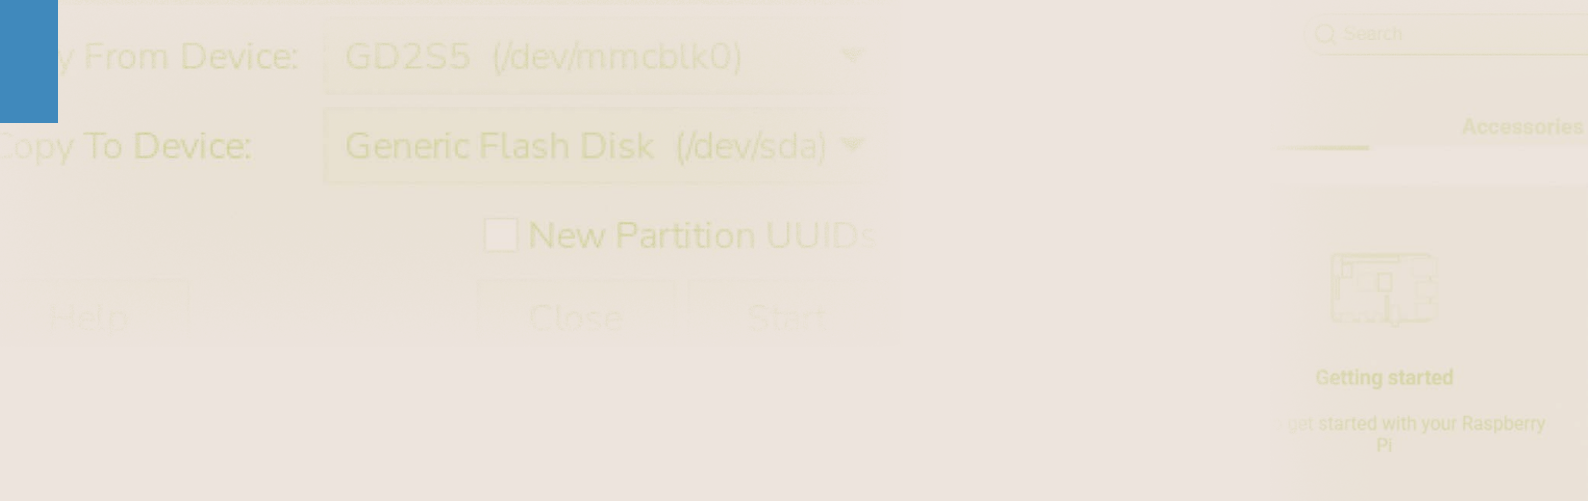 y From Device:
GD2S5 (/dev/mmcblk0)
Copy To Device:
Generic Flash Disk (/dev/sda)
New Partition UUIDs
Help
Close
Start
Search
Accessories
Getting started
get started with your Raspberry
Pi